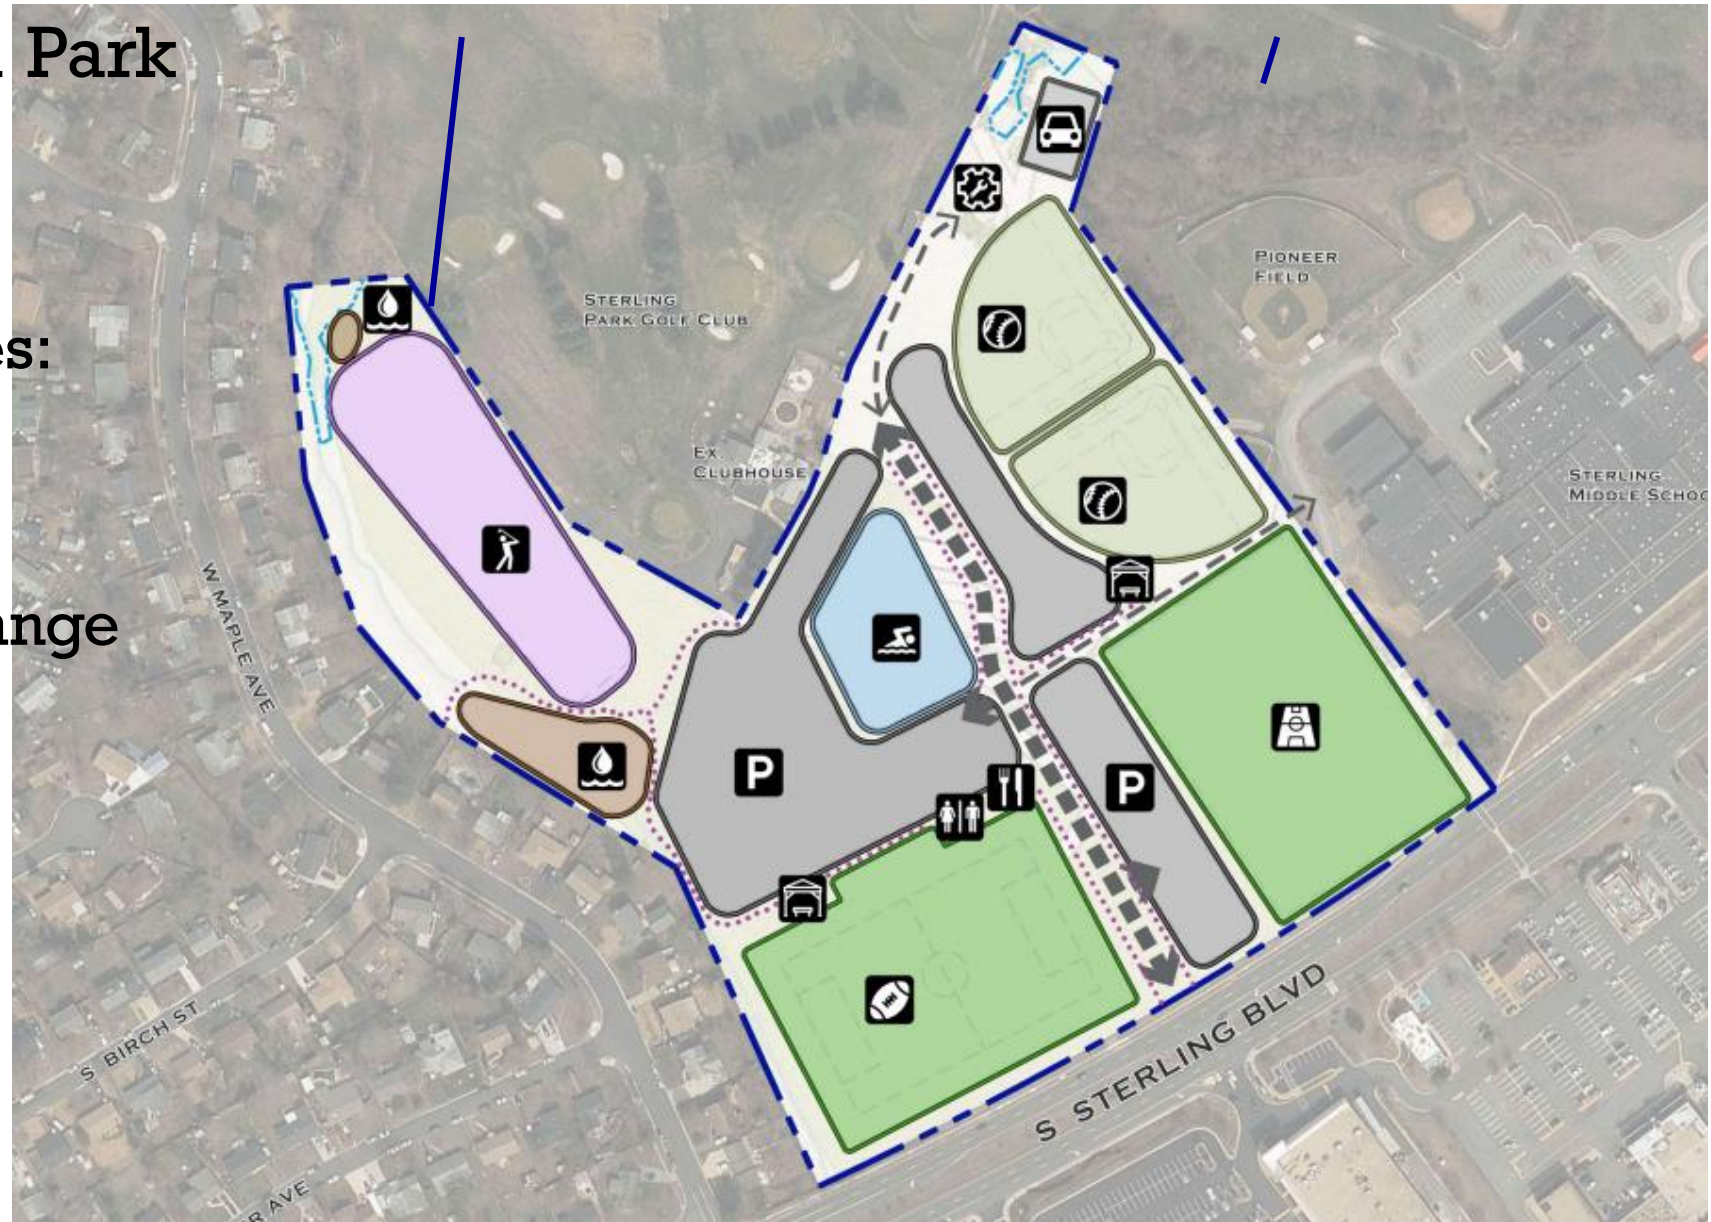 Park
es:
nge
STERLING
PARK GOLF CLUB
PIONEER
FIELD
EX.
CLUBHOUSE
STERLING
MIDDLE SCHOO
W MAPLE AVE
P
P
S BIRCH ST
S STERLING BLVD
R AVE